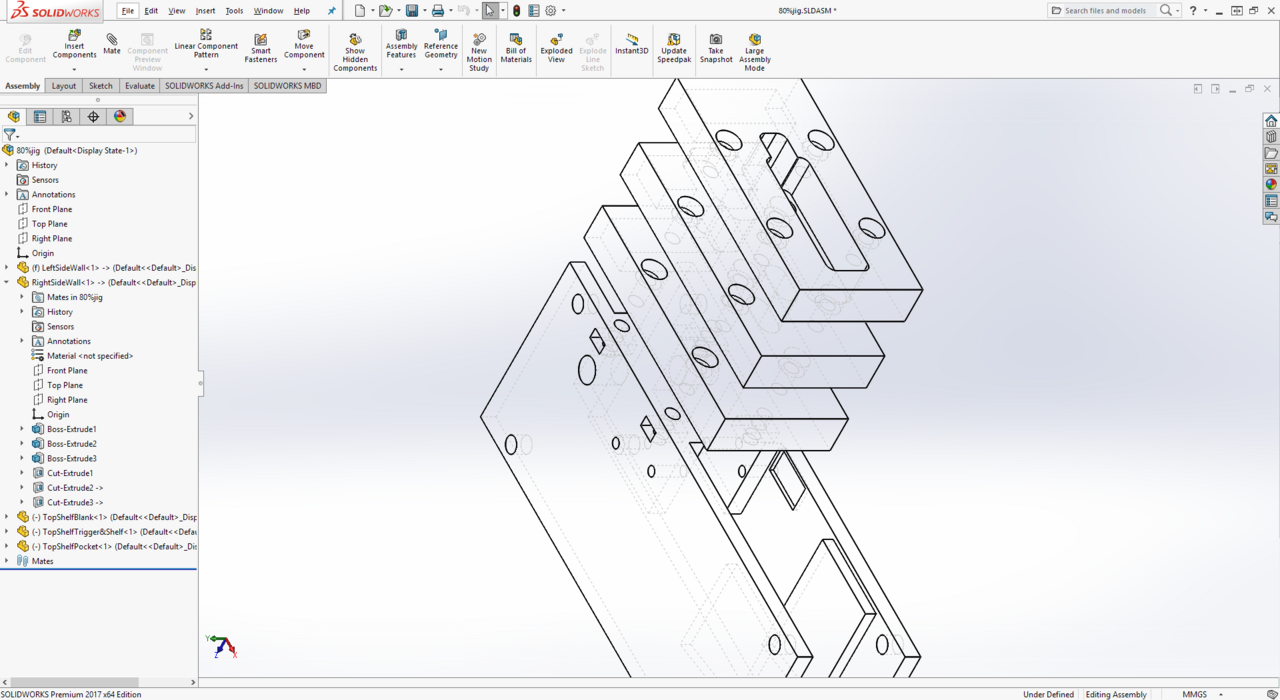 SOLIDWORKS
File Edit View Insert Tools Window Help
80%jig.SLDASM *
Search files and models
Edit Component
Insert Components
Mate
Component Preview Window
Linear Component Pattern
Smart Fasteners
Move Component
Show Hidden Components
Assembly Features
Reference Geometry
New Motion Study
Bill of Materials
Exploded View
Explode Line Sketch
Instant3D
Update Speedpak
Take Snapshot
Large Assembly Mode
Assembly Layout Sketch Evaluate SOLIDWORKS Add-Ins SOLIDWORKS MBD
80%jig (Default<Display State-1>)
History
Sensors
Annotations
Front Plane
Top Plane
Right Plane
Origin
(f) LeftSideWall<1> -> (Default<<Default>_Dis
RightSideWall<1> -> (Default<<Default>_Disp
Mates in 80%jig
History
Sensors
Annotations
Material <not specified>
Front Plane
Top Plane
Right Plane
Origin
Boss-Extrude1
Boss-Extrude2
Boss-Extrude3
Cut-Extrude1
Cut-Extrude2 ->
Cut-Extrude3 ->
(-) TopShelfBlank<1> (Default<<Default>_Disp
(-) TopShelfTrigger&Shelf<1> (Default<<Defau
(-) TopShelfPocket<1> (Default<<Default>_Dis
Mates
Y
Z
X
SOLIDWORKS Premium 2017 x64 Edition
Under Defined
Editing Assembly
MMGS